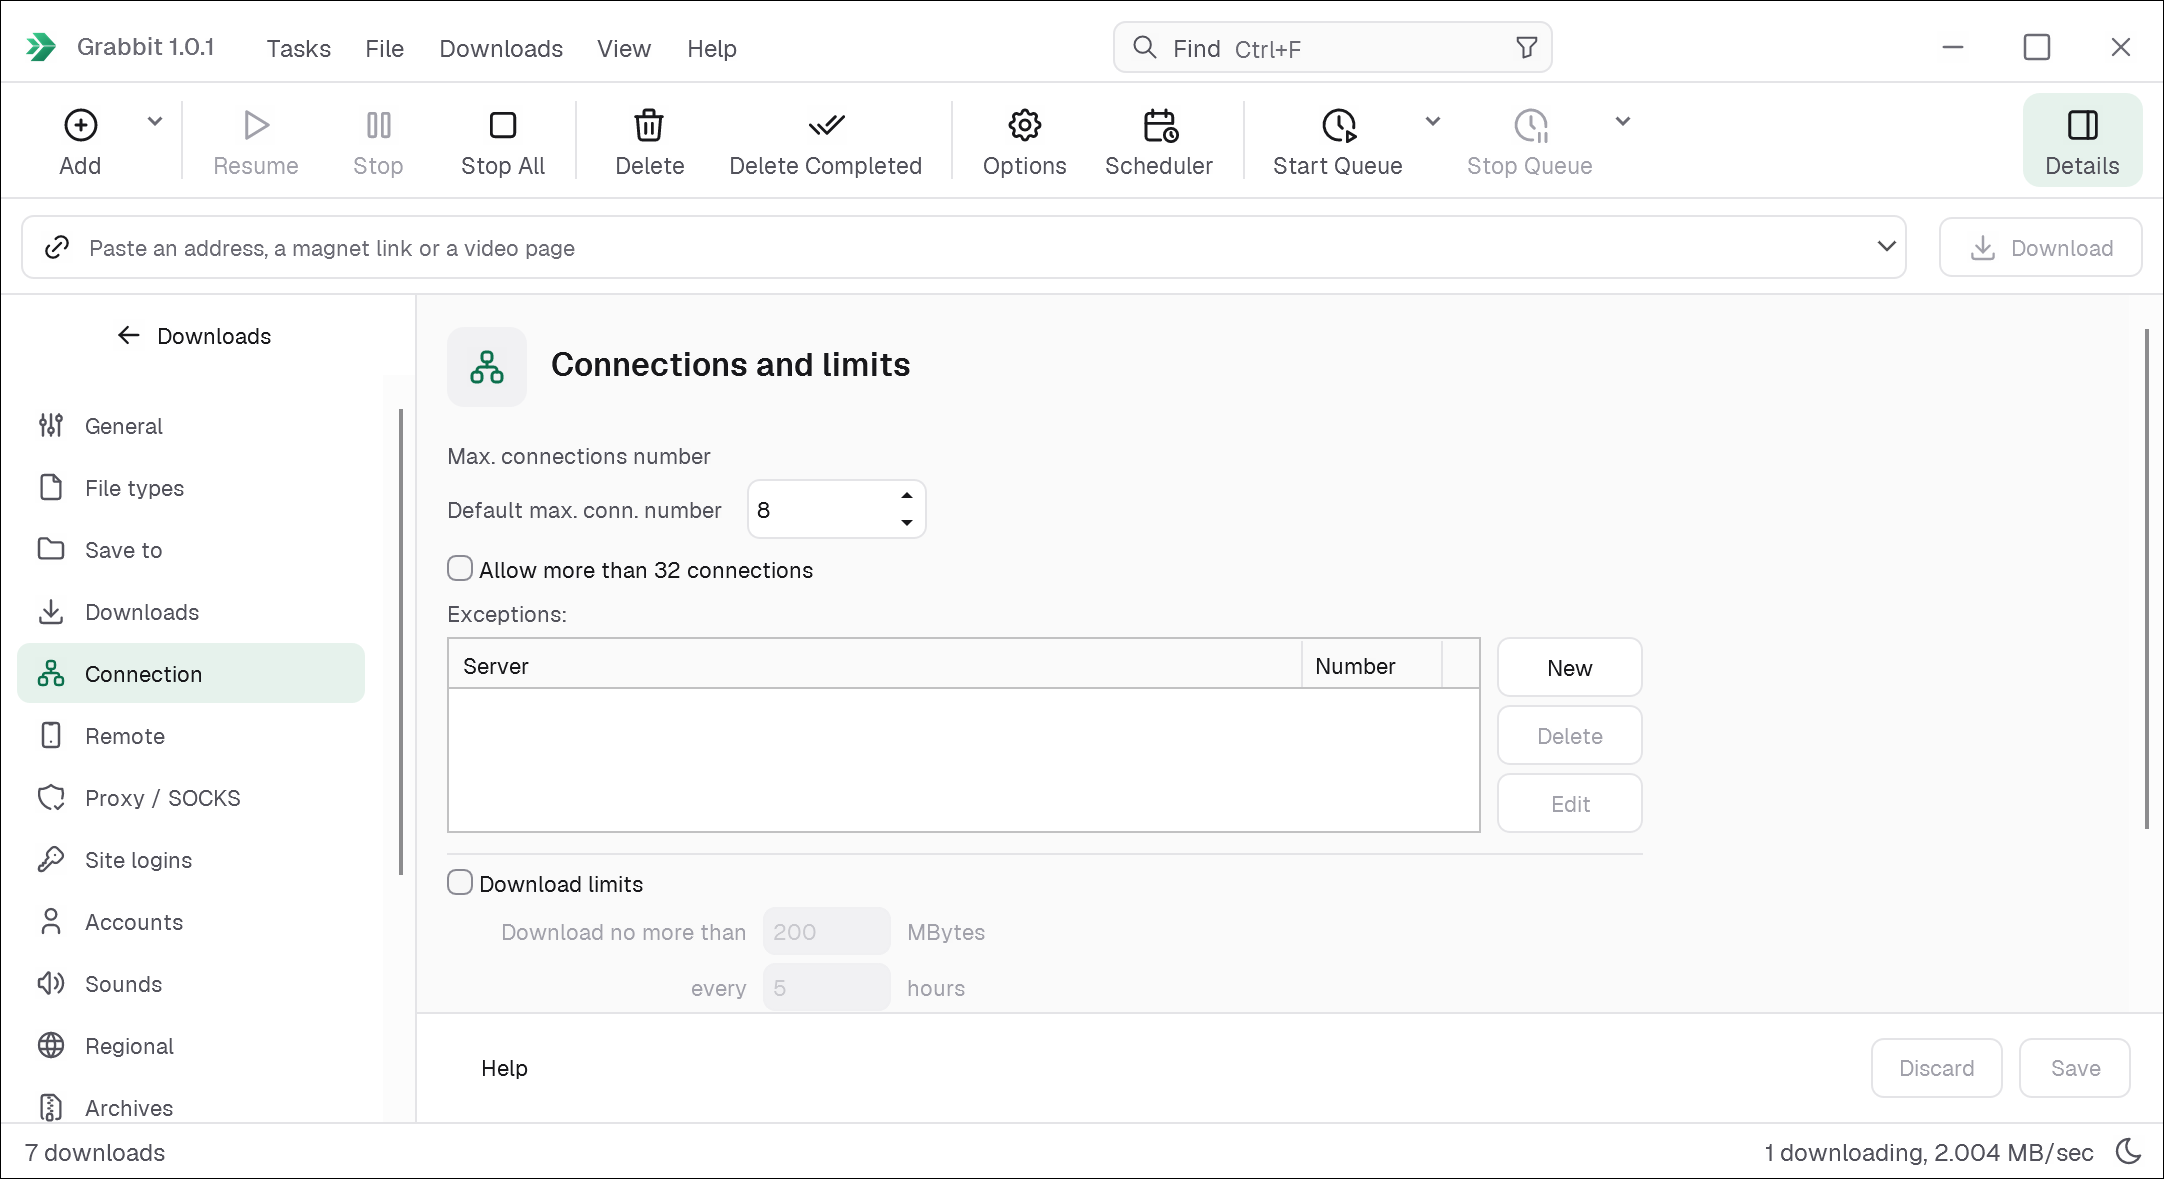 Grabbit 1.0.1 Tasks File Downloads View Help Find Ctrl+F
Add Resume Stop Stop All Delete Delete Completed Options Scheduler Start Queue Stop Queue Details
Paste an address, a magnet link or a video page Download
Downloads
General
File types
Save to
Downloads
Connection
Remote
Proxy / SOCKS
Site logins
Accounts
Sounds
Regional
Archives
Connections and limits
Max. connections number
Default max. conn. number 8
Allow more than 32 connections
Exceptions:
Server Number
New
Delete
Edit
Download limits
Download no more than 200 MBytes
every 5 hours
Help Discard Save
7 downloads 1 downloading, 2.004 MB/sec